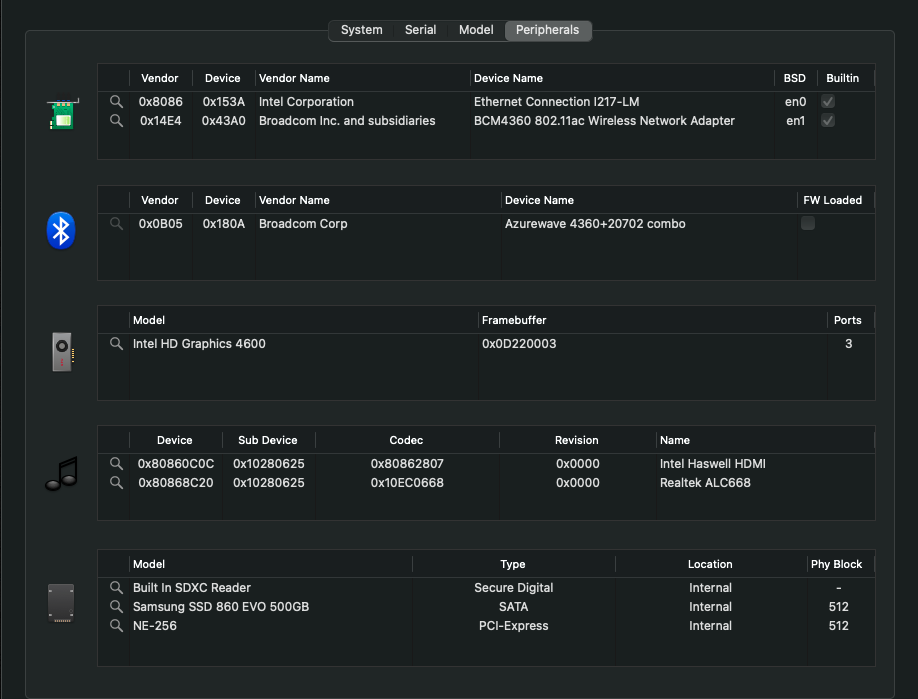 System Serial Model Peripherals
Vendor Device Vendor Name Device Name BSD Builtin
0x8086 0x153A Intel Corporation Ethernet Connection I217-LM en0
0x14E4 0x43A0 Broadcom Inc. and subsidiaries BCM4360 802.11ac Wireless Network Adapter en1
Vendor Device Vendor Name Device Name FW Loaded
0x0B05 0x180A Broadcom Corp Azurewave 4360+20702 combo
Model Framebuffer Ports
Intel HD Graphics 4600 0x0D220003 3
Device Sub Device Codec Revision Name
0x80860C0C 0x10280625 0x80862807 0x0000 Intel Haswell HDMI
0x80868C20 0x10280625 0x10EC0668 0x0000 Realtek ALC668
Model Type Location Phy Block
Built In SDXC Reader Secure Digital Internal -
Samsung SSD 860 EVO 500GB SATA Internal 512
NE-256 PCI-Express Internal 512